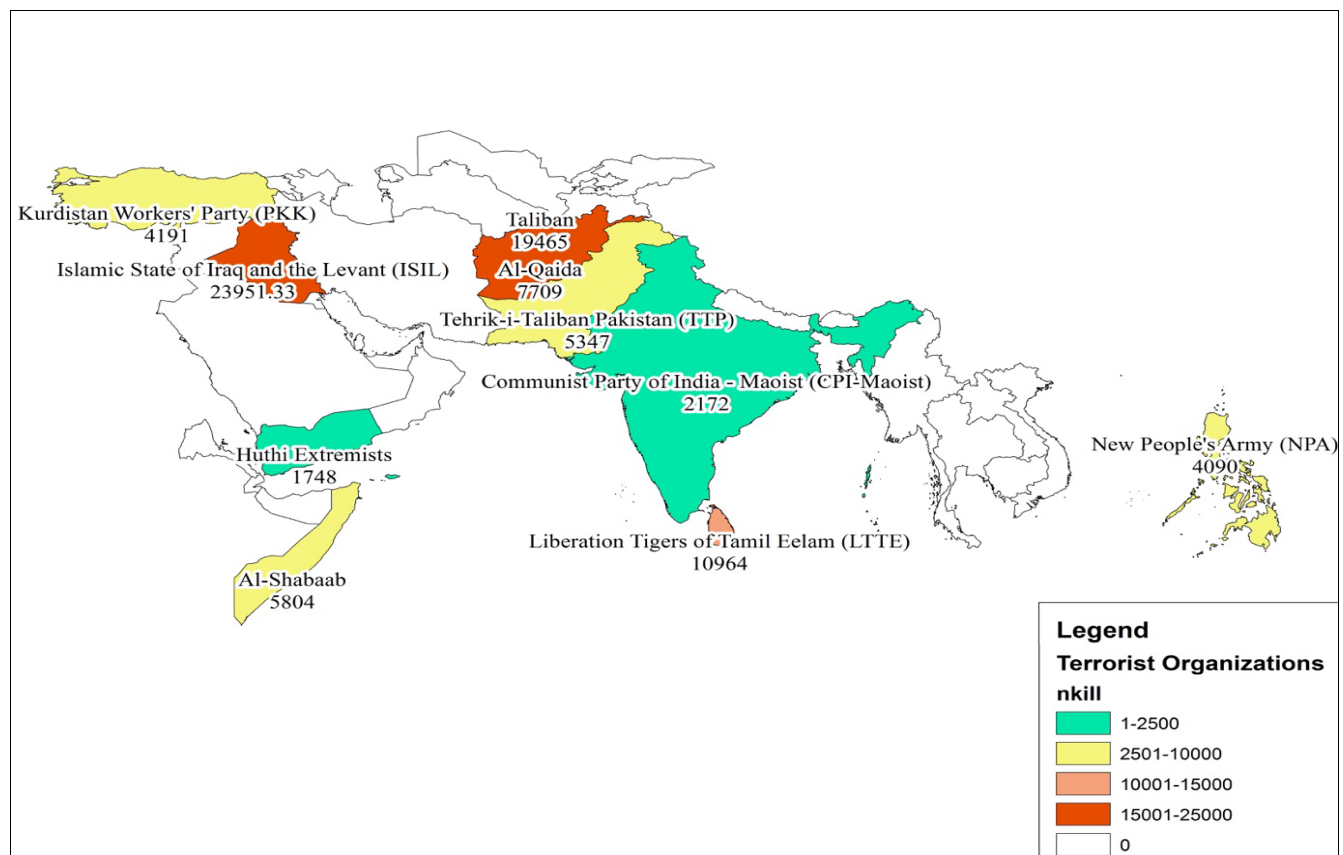 Kurdistan Workers' Party (PKK)
4191
Islamic State of Iraq and the Levant (ISIL)
23951.33
Taliban
19465
Al-Qaida
7709
Tehrik-i-Taliban Pakistan (TTP)
5347
Communist Party of India - Maoist (CPI-Maoist)
2172
New People's Army (NPA)
4090
Huthi Extremists
1748
Liberation Tigers of Tamil Eelam (LTTE)
10964
Al-Shabaab
5804
Legend
Terrorist Organizations
nkill
1-2500
2501-10000
10001-15000
15001-25000
0